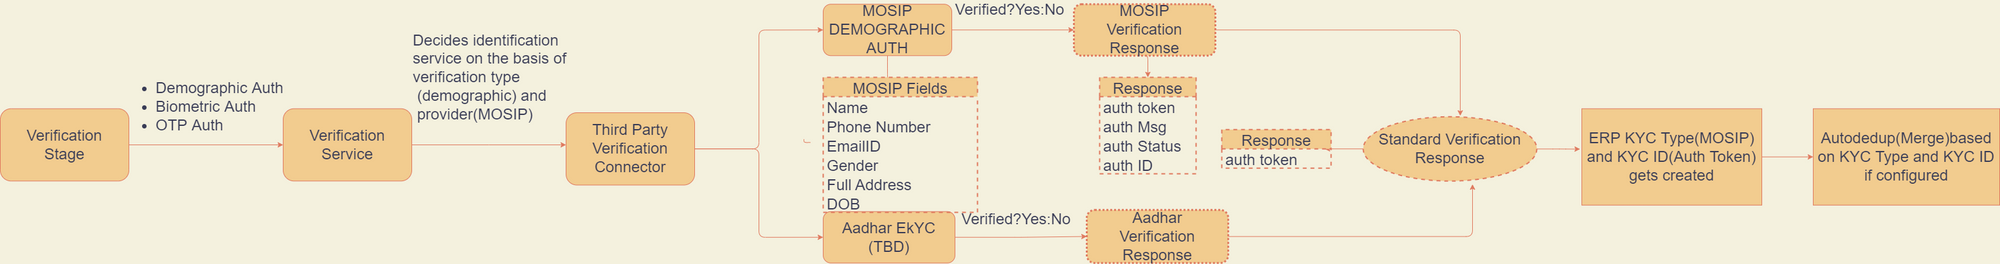 Verification
Stage
Demographic Auth
Biometric Auth
OTP Auth
Verification
Service
Decides identification
service on the basis of
verification type
(demographic) and
provider(MOSIP)
Third Party
Verification
Connector
MOSIP
DEMOGRAPHIC
AUTH
MOSIP Fields
Name
Phone Number
EmailID
Gender
Full Address
DOB
Aadhar EkYC
(TBD)
Verified?Yes:No
Verified?Yes:No
MOSIP
Verification
Response
Response
auth token
auth Msg
auth Status
auth ID
Aadhar
Verification
Response
Response
auth token
Standard Verification
Response
ERP KYC Type(MOSIP)
and KYC ID(Auth Token)
gets created
Autodedup(Merge)based
on KYC Type and KYC ID
if configured